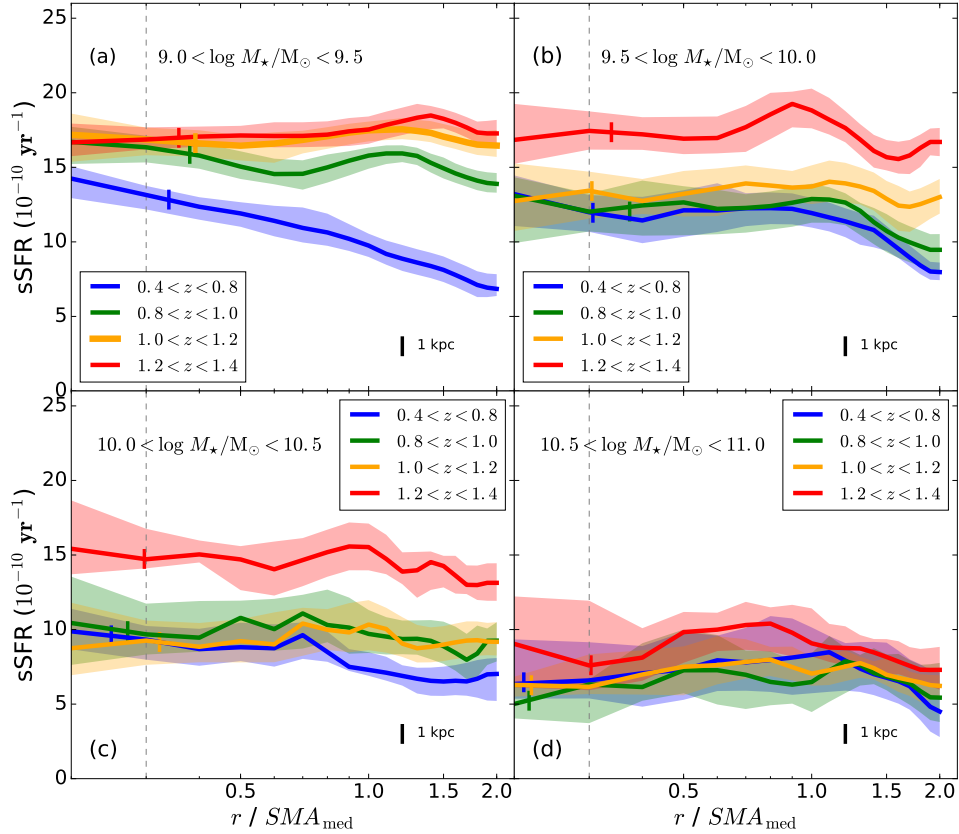 (a) 9.0 < log M⋆/M⊙ < 9.5
(b) 9.5 < log M⋆/M⊙ < 10.0
25
20
15
10
5
0
sSFR (10⁻¹⁰ yr⁻¹)
0.4 < z < 0.8
0.8 < z < 1.0
1.0 < z < 1.2
1.2 < z < 1.4
1 kpc
0.4 < z < 0.8
0.8 < z < 1.0
1.0 < z < 1.2
1.2 < z < 1.4
1 kpc
25
20
15
10
5
0
sSFR (10⁻¹⁰ yr⁻¹)
10.0 < log M⋆/M⊙ < 10.5
0.4 < z < 0.8
0.8 < z < 1.0
1.0 < z < 1.2
1.2 < z < 1.4
(c)
1 kpc
10.5 < log M⋆/M⊙ < 11.0
0.4 < z < 0.8
0.8 < z < 1.0
1.0 < z < 1.2
1.2 < z < 1.4
(d)
1 kpc
0.5 1.0 1.5 2.0
0.5 1.0 1.5 2.0
r / SMA_med
r / SMA_med